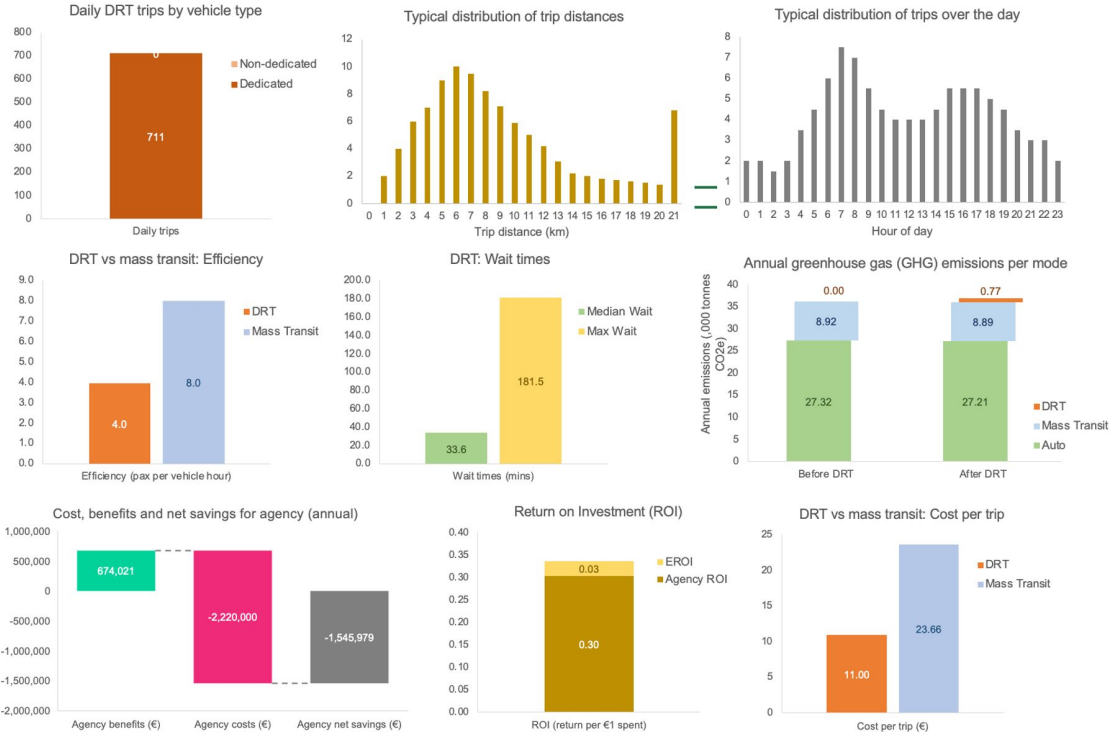 Daily DRT trips by vehicle type
800
700
600
500
400
300
200
100
0
0
711
Non-dedicated
Dedicated
Daily trips
Typical distribution of trip distances
12
10
8
6
4
2
0
0 1 2 3 4 5 6 7 8 9 10 11 12 13 14 15 16 17 18 19 20 21
Trip distance (km)
Typical distribution of trips over the day
8
7
6
5
4
3
2
1
0
0 1 2 3 4 5 6 7 8 9 10 11 12 13 14 15 16 17 18 19 20 21 22 23
Hour of day
DRT vs mass transit: Efficiency
9.0
8.0
7.0
6.0
5.0
4.0
3.0
2.0
1.0
0.0
DRT
Mass Transit
4.0
8.0
Efficiency (pax per vehicle hour)
DRT: Wait times
200.0
180.0
160.0
140.0
120.0
100.0
80.0
60.0
40.0
20.0
0.0
Median Wait
Max Wait
33.6
181.5
Wait times (mins)
Annual greenhouse gas (GHG) emissions per mode
Annual emissions (,000 tonnes
CO2e)
40
35
30
25
20
15
10
5
0
0.00
8.92
27.32
0.77
8.89
27.21
DRT
Mass Transit
Auto
Before DRT
After DRT
Cost, benefits and net savings for agency (annual)
1,000,000
500,000
0
-500,000
-1,000,000
-1,500,000
-2,000,000
674,021
-2,220,000
-1,545,979
Agency benefits (€)
Agency costs (€)
Agency net savings (€)
Return on Investment (ROI)
0.40
0.35
0.30
0.25
0.20
0.15
0.10
0.05
0.00
0.03
0.30
EROI
Agency ROI
ROI (return per €1 spent)
DRT vs mass transit: Cost per trip
25
20
15
10
5
0
11.00
23.66
DRT
Mass Transit
Cost per trip (€)